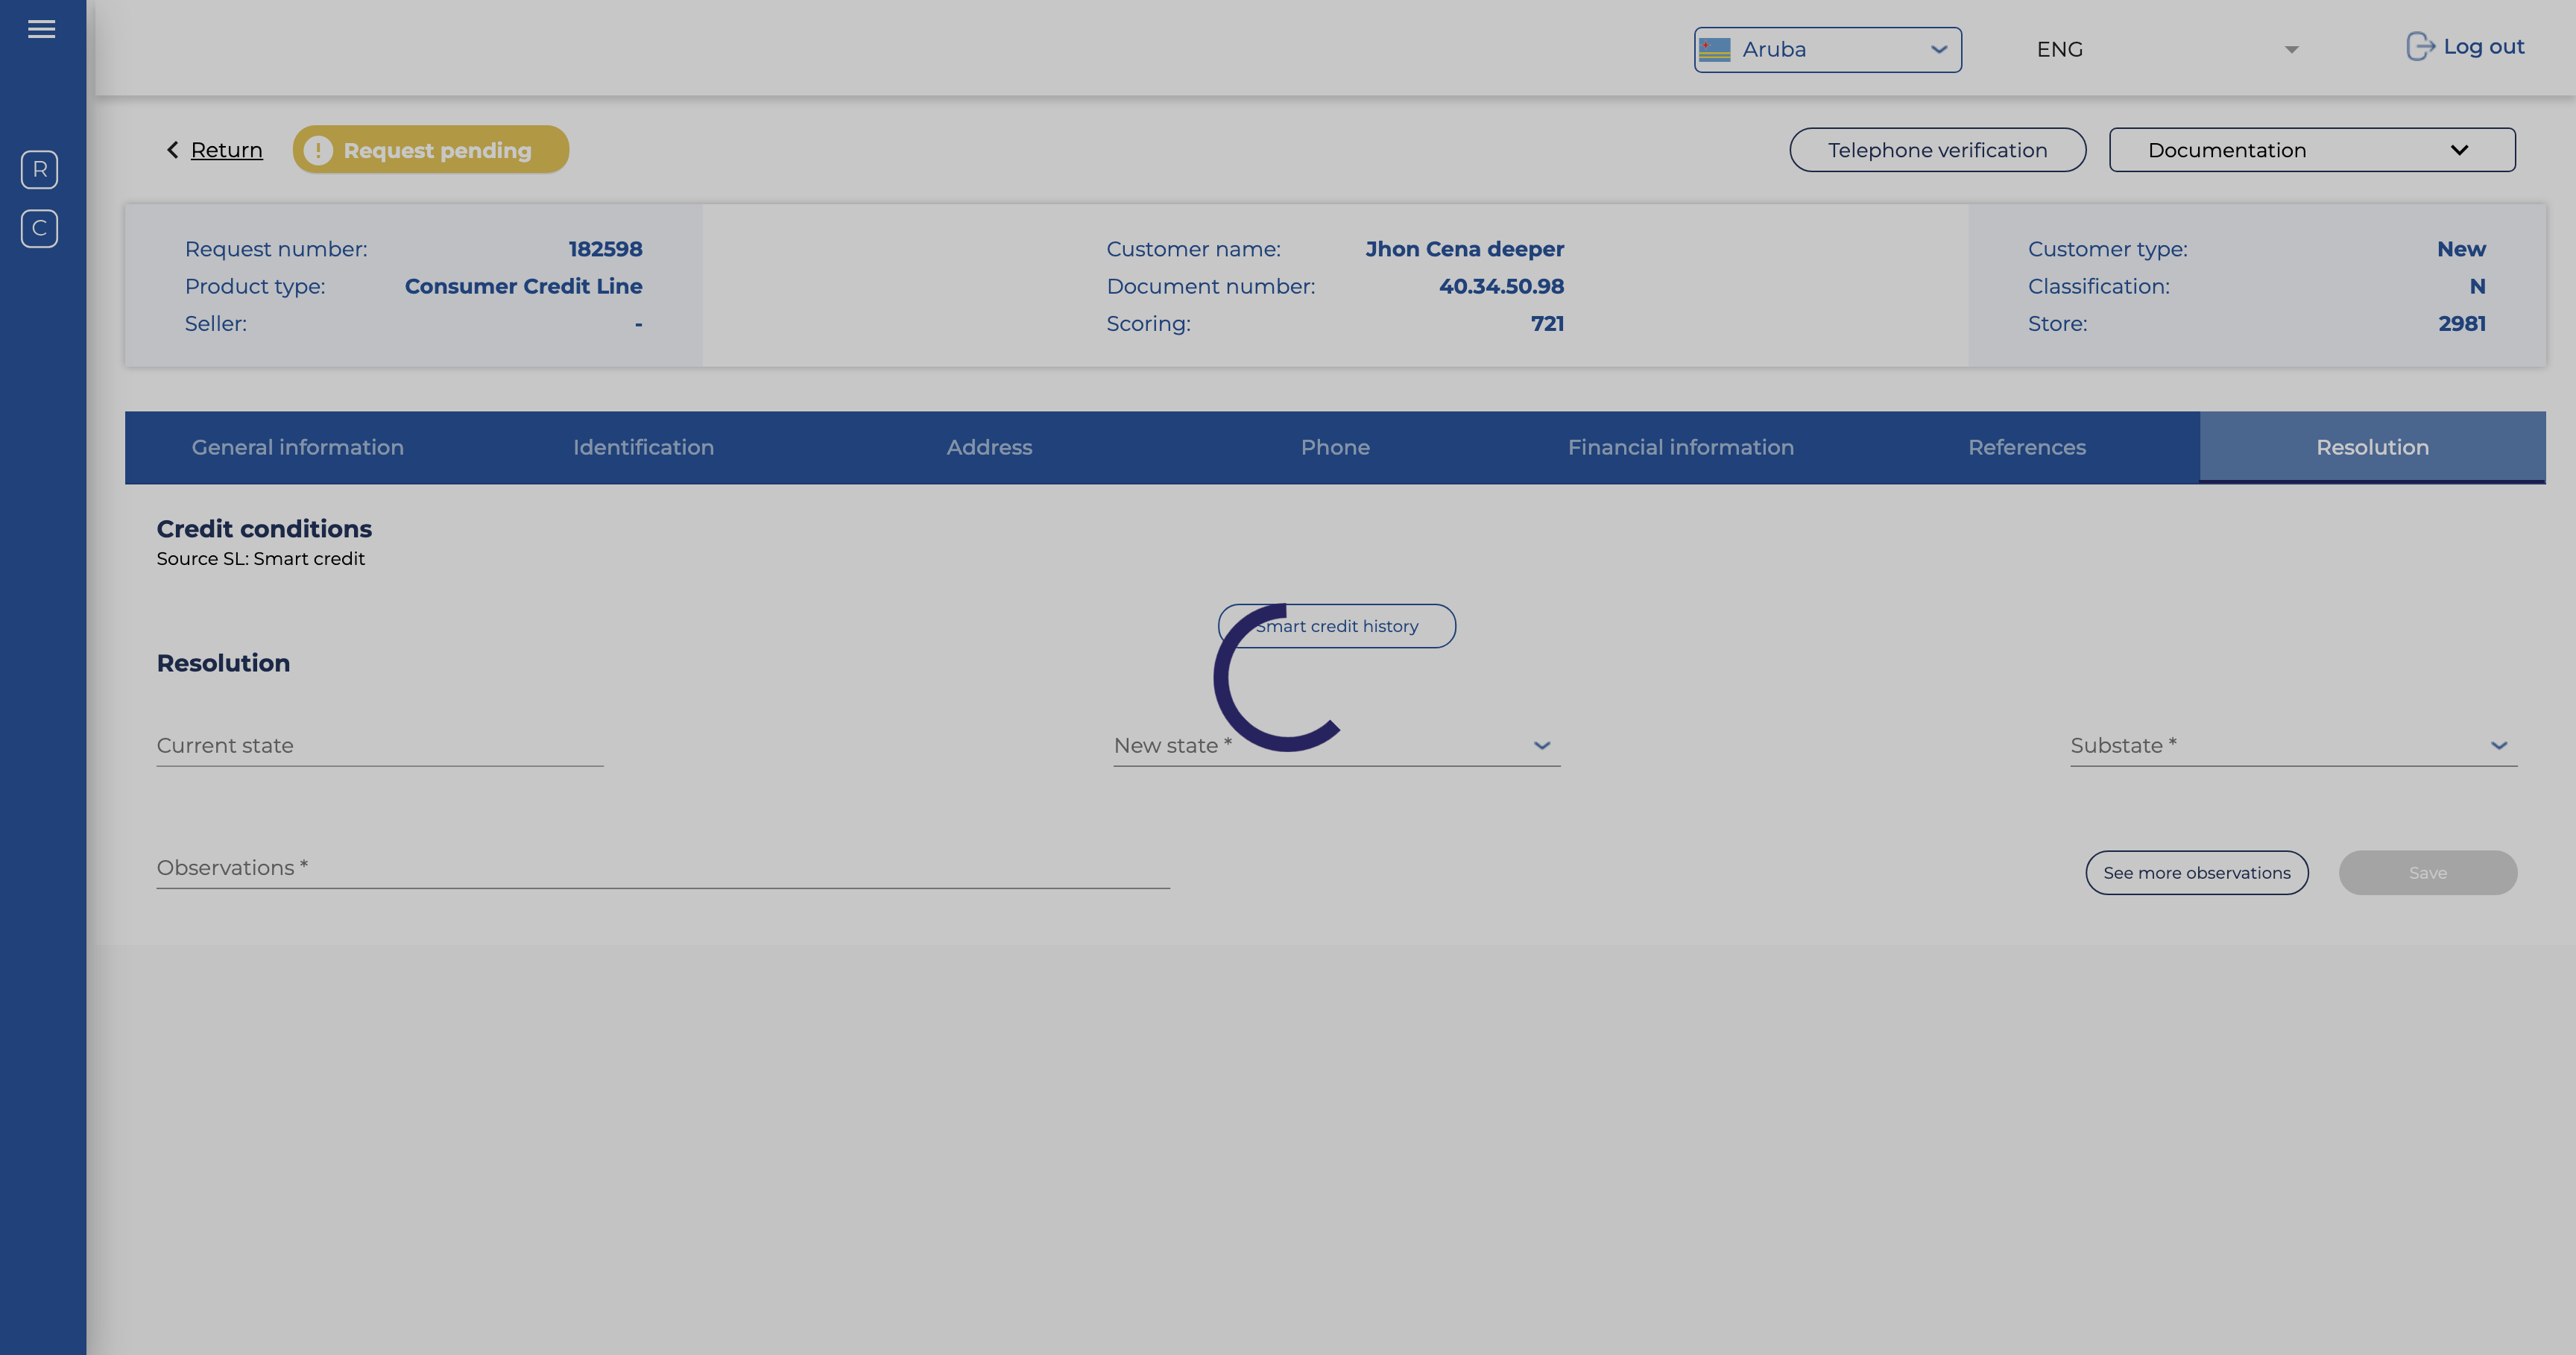 Aruba
ENG
Log out
R
C
Return
Request pending
Telephone verification
Documentation
Request number: 182598
Product type: Consumer Credit Line
Seller: -
Customer name: Jhon Cena deeper
Document number: 40.34.50.98
Scoring: 721
Customer type: New
Classification: N
Store: 2981
General information
Identification
Address
Phone
Financial information
References
Resolution
Credit conditions
Source SL: Smart credit
Smart credit history
Resolution
Current state
New state *
Substate *
Observations *
See more observations
Save